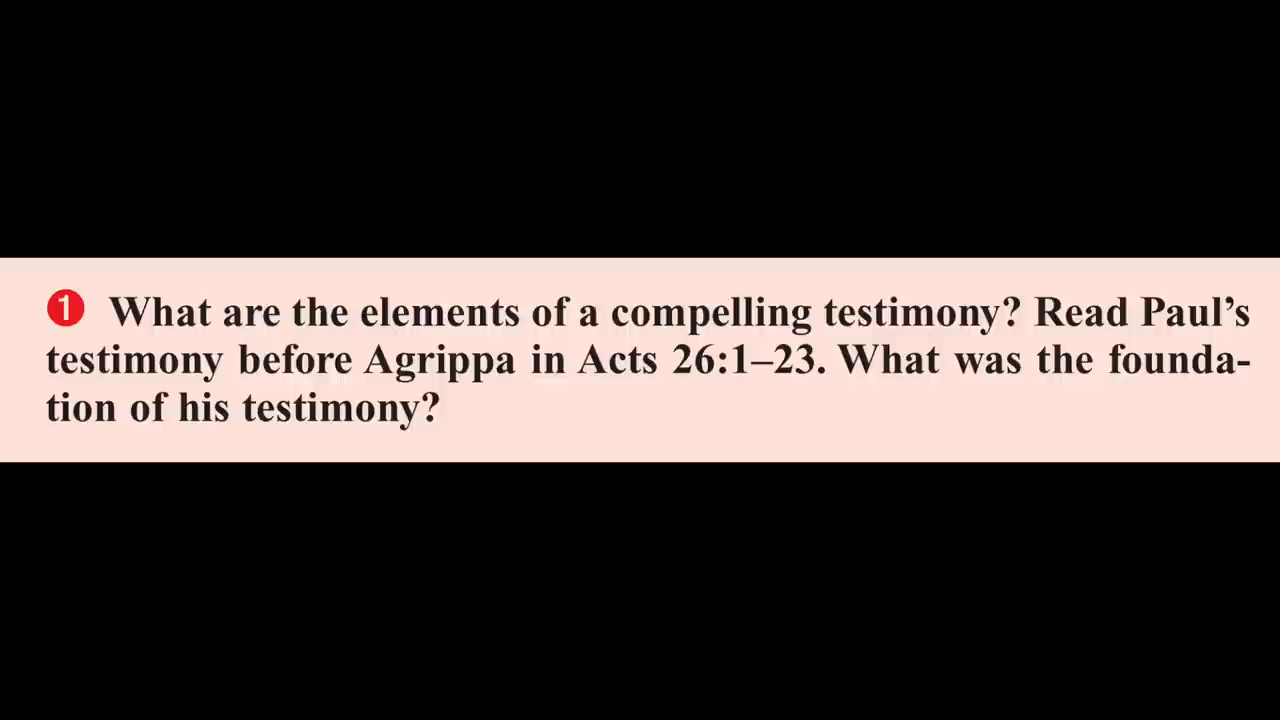 1 What are the elements of a compelling testimony? Read Paul’s
testimony before Agrippa in Acts 26:1–23. What was the founda-
tion of his testimony?